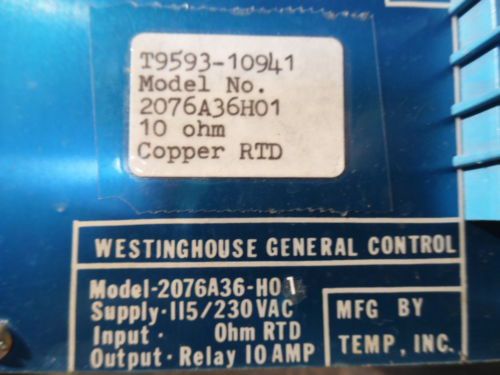 T9593-10941
Model No.
2076A36H01
10 ohm
Copper RTD
WESTINGHOUSE GENERAL CONTROL
Model-2076A36-H01
Supply·115/230 VAC
Input· Ohm RTD
Output·Relay 10 AMP
MFG BY
TEMP, INC.